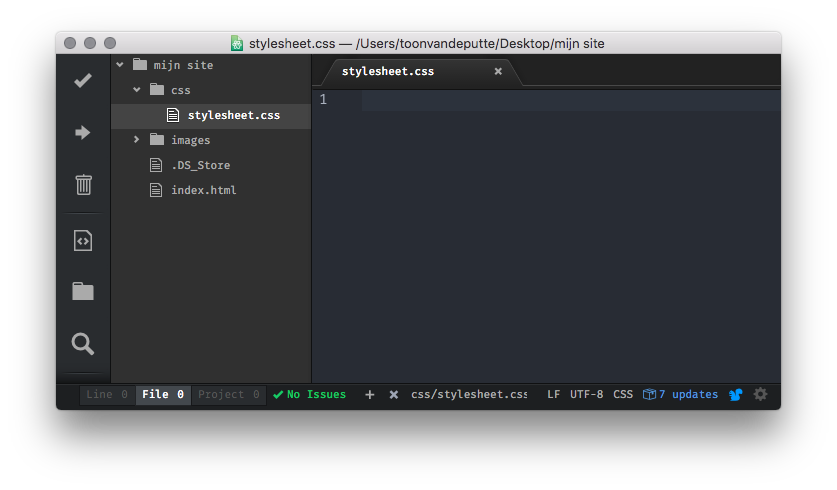 stylesheet.css — /Users/toonvandeputte/Desktop/mijn site
mijn site
css
stylesheet.css
images
.DS_Store
index.html
stylesheet.css
1
Line 0 File 0 Project 0 No Issues css/stylesheet.css LF UTF-8 CSS 7 updates